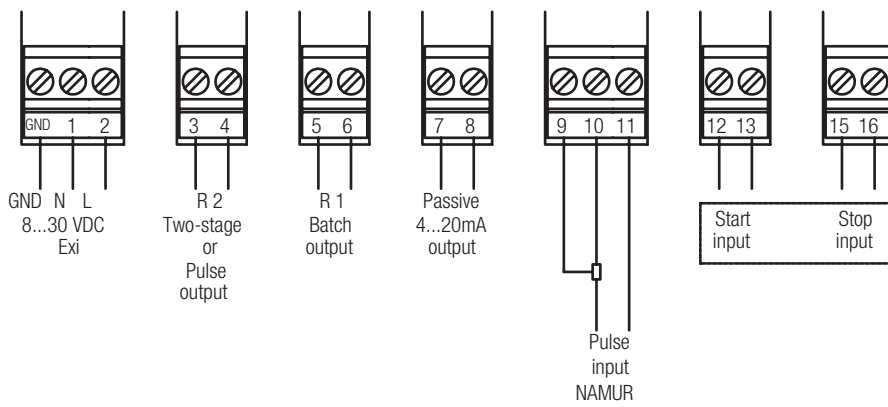 GND 1 2
3 4
5 6
7 8
9 10 11
12 13
15 16
GND N L
8...30 VDC
Exi
R 2
Two-stage
or
Pulse
output
R 1
Batch
output
Passive
4...20mA
output
Pulse
input
NAMUR
Start
input
Stop
input